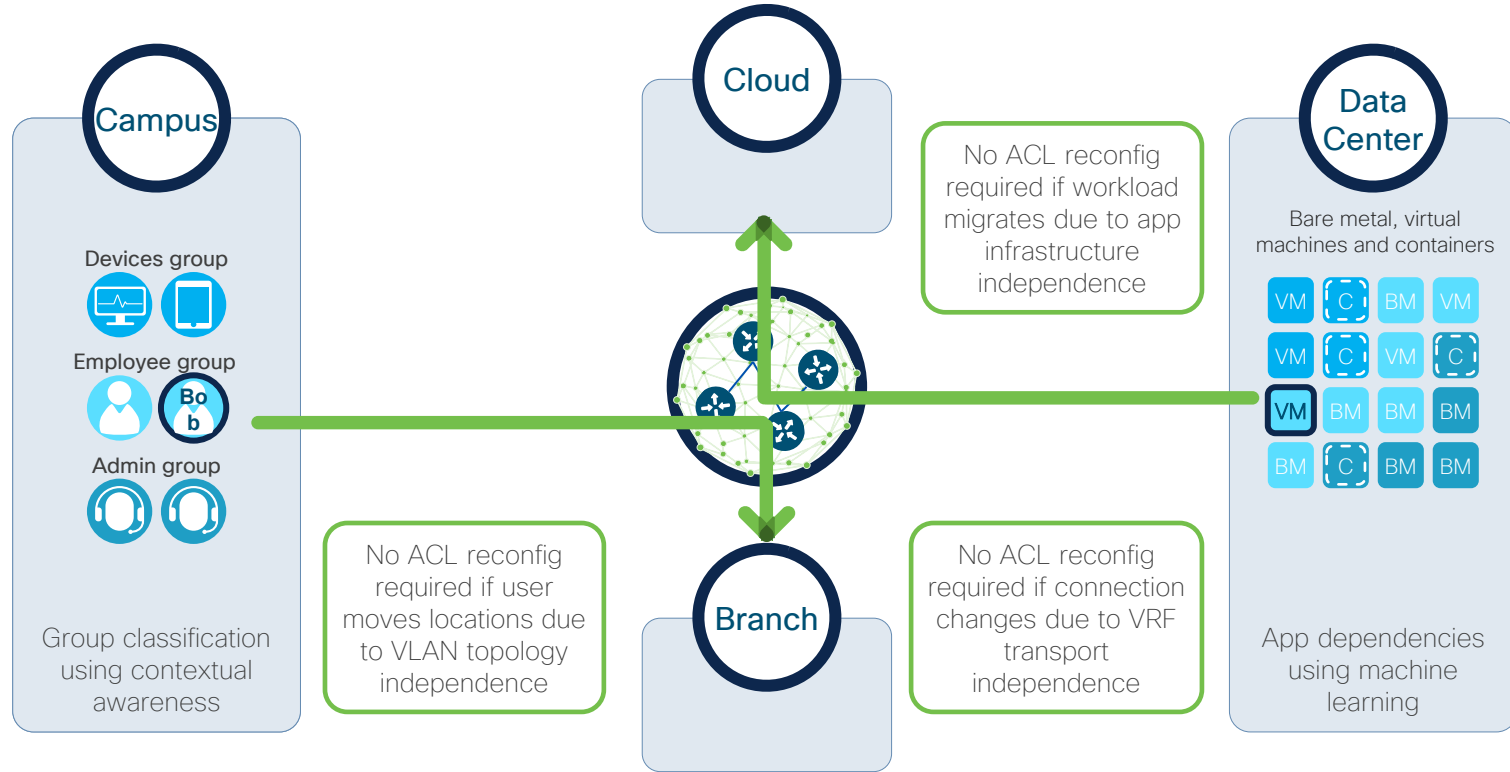 Campus
Devices group
Employee group
Bo
b
Admin group
Group classification
using contextual
awareness
No ACL reconfig
required if user
moves locations due
to VLAN topology
independence
Cloud
No ACL reconfig
required if workload
migrates due to app
infrastructure
independence
Branch
No ACL reconfig
required if connection
changes due to VRF
transport
independence
Data
Center
Bare metal, virtual
machines and containers
VM C BM VM
VM C VM C
VM BM BM BM
BM C BM BM
App dependencies
using machine
learning